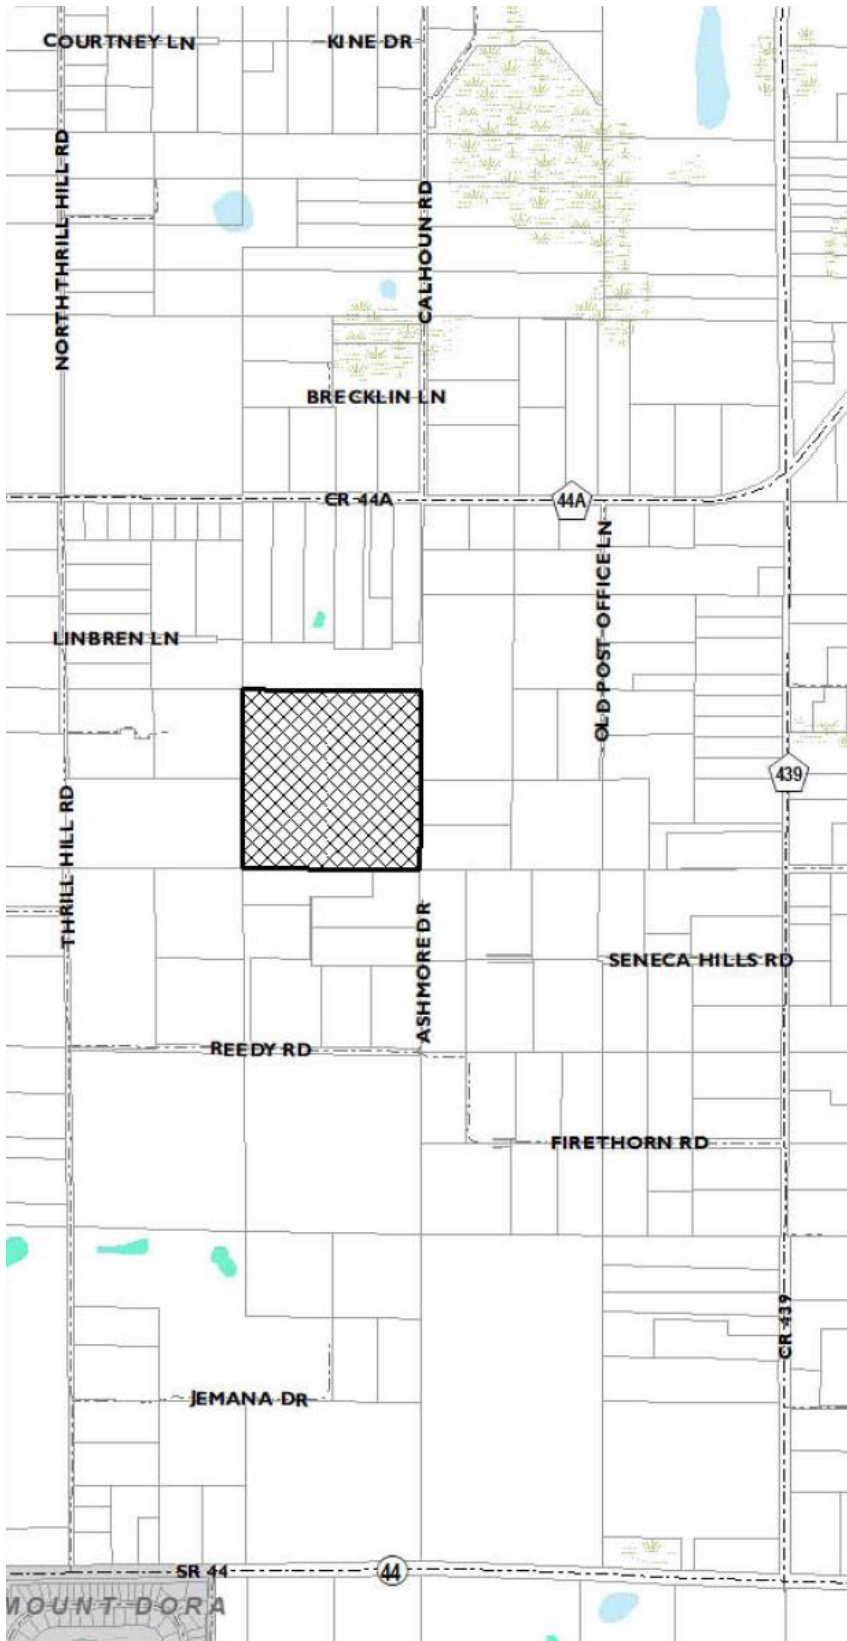 COURTNEY LN
KINE DR
NORTH THRILL HILL RD
CALHOUN RD
BRECKLIN LN
CR 44A
44A
OLD POST OFFICE LN
LINBREN LN
439
THRILL HILL RD
ASHMORE DR
SENECA HILLS RD
REEDY RD
FIRETHORN RD
CR 439
JEMANA DR
SR 44
44
MOUNT DORA